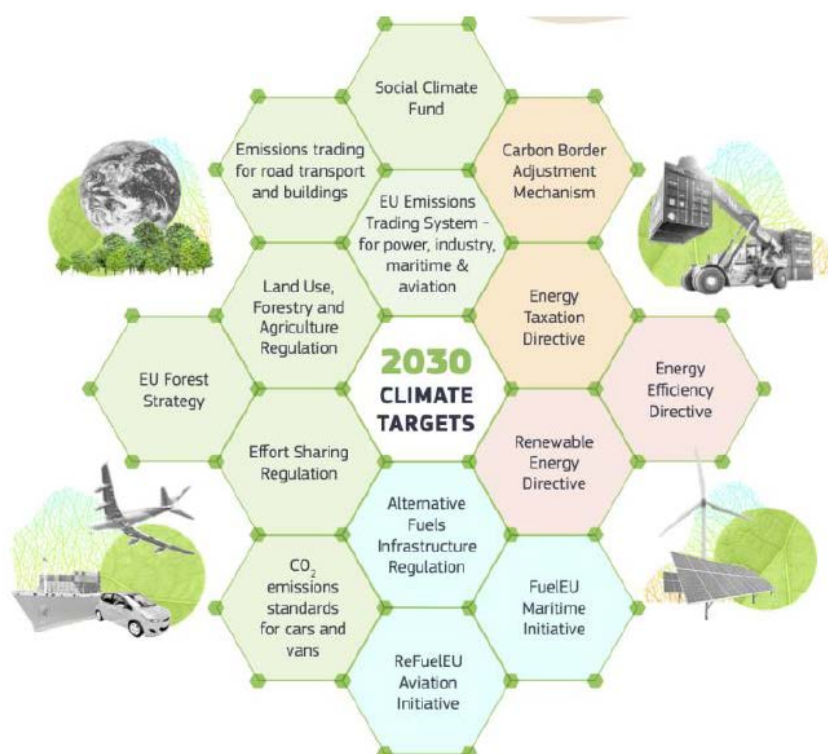 Social Climate
Fund
Emissions trading
for road transport
and buildings
Carbon Border
Adjustment
Mechanism
EU Emissions
Trading System –
for power, industry,
maritime &
aviation
Land Use,
Forestry and
Agriculture
Regulation
Energy
Taxation
Directive
EU Forest
Strategy
2030
CLIMATE
TARGETS
Energy
Efficiency
Directive
Effort Sharing
Regulation
Renewable
Energy
Directive
Alternative
Fuels
Infrastructure
Regulation
CO₂
emissions
standards
for cars and
vans
FuelEU
Maritime
Initiative
ReFuelEU
Aviation
Initiative